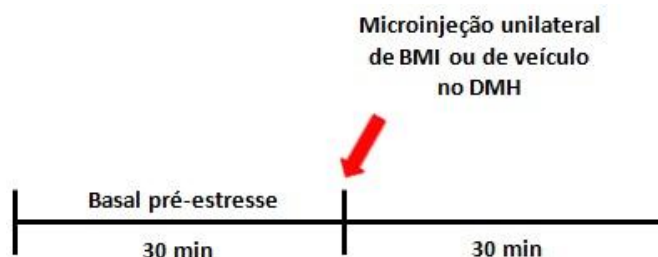 Microinjeção unilateral
de BMI ou de veículo
no DMH
Basal pré-estresse
30 min
30 min